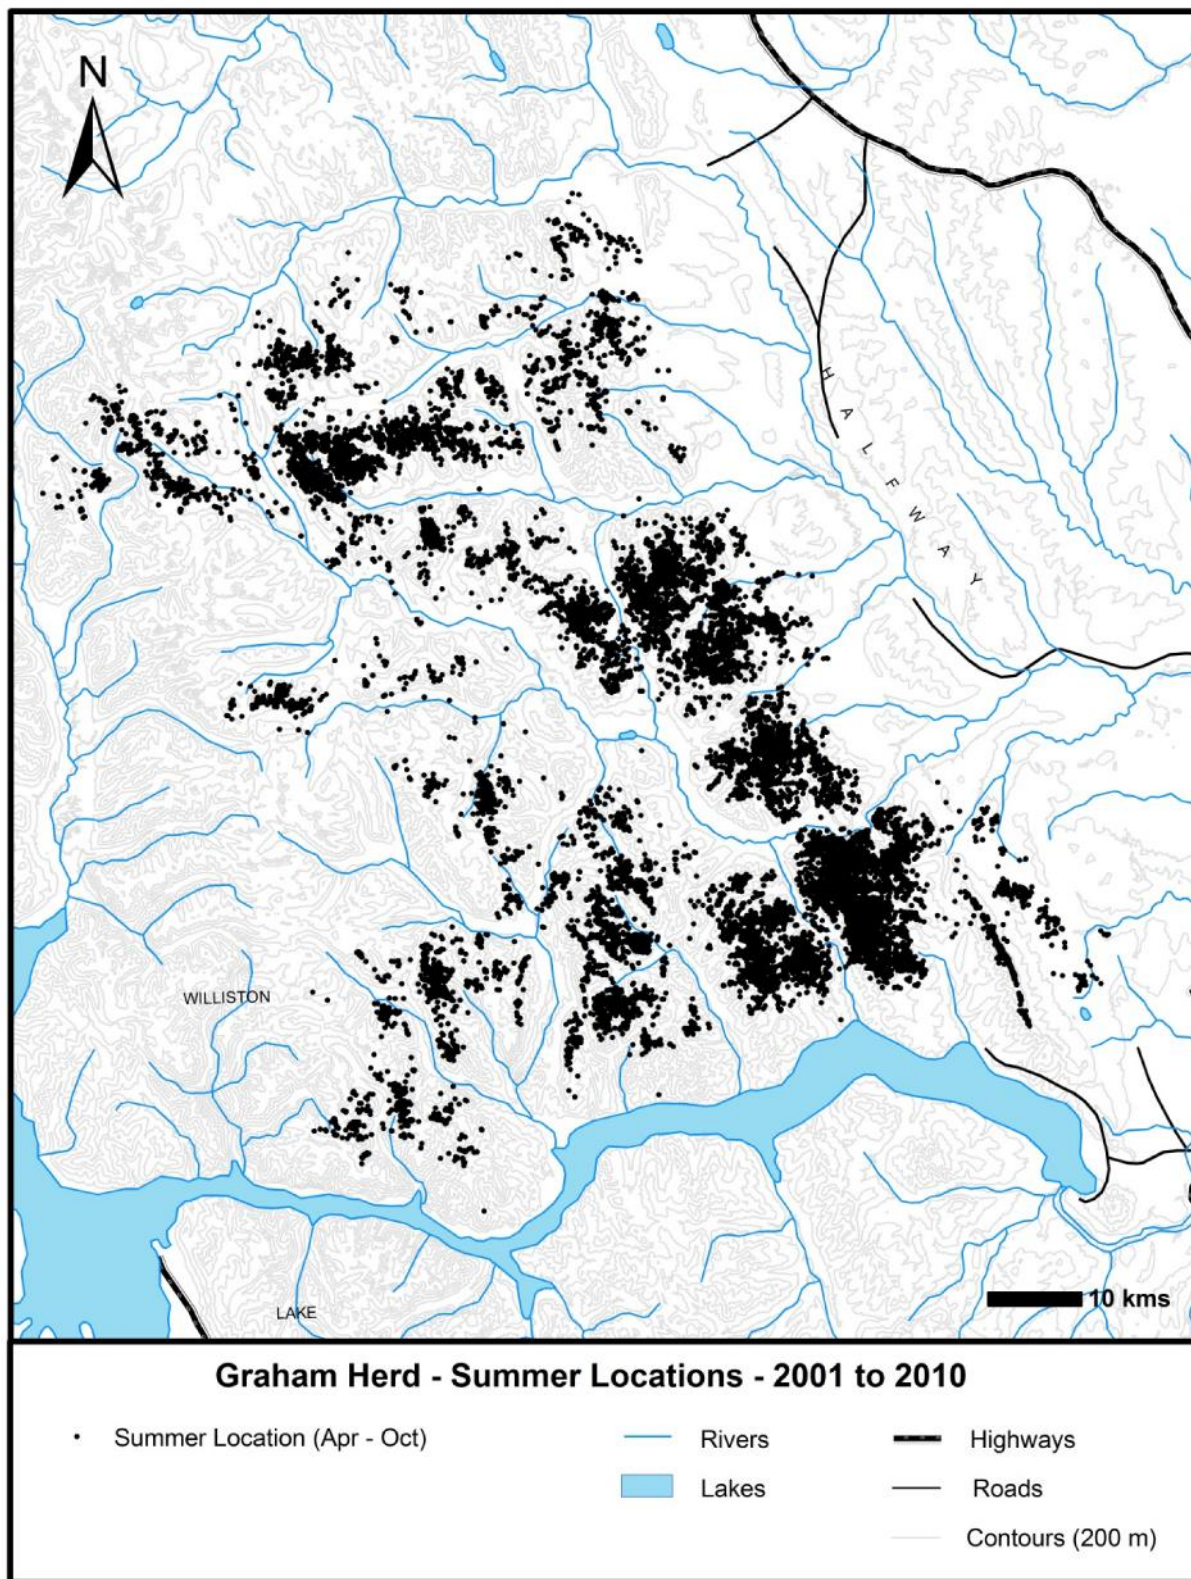 N
HALFWAY
WILLISTON
LAKE
10 kms
Graham Herd - Summer Locations - 2001 to 2010
Summer Location (Apr - Oct)
Rivers
Highways
Lakes
Roads
Contours (200 m)